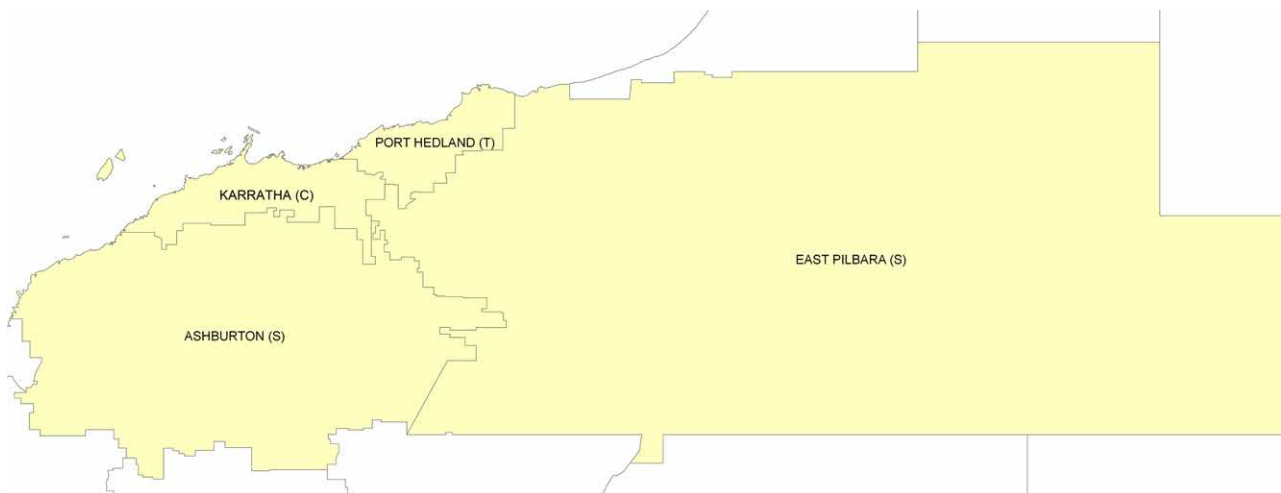 PORT HEDLAND (T)
KARRATHA (C)
EAST PILBARA (S)
ASHBURTON (S)